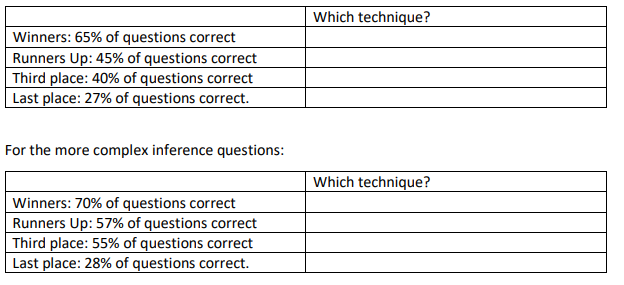 Which technique?
Winners: 65% of questions correct
Runners Up: 45% of questions correct
Third place: 40% of questions correct
Last place: 27% of questions correct.
For the more complex inference questions:
Which technique?
Winners: 70% of questions correct
Runners Up: 57% of questions correct
Third place: 55% of questions correct
Last place: 28% of questions correct.